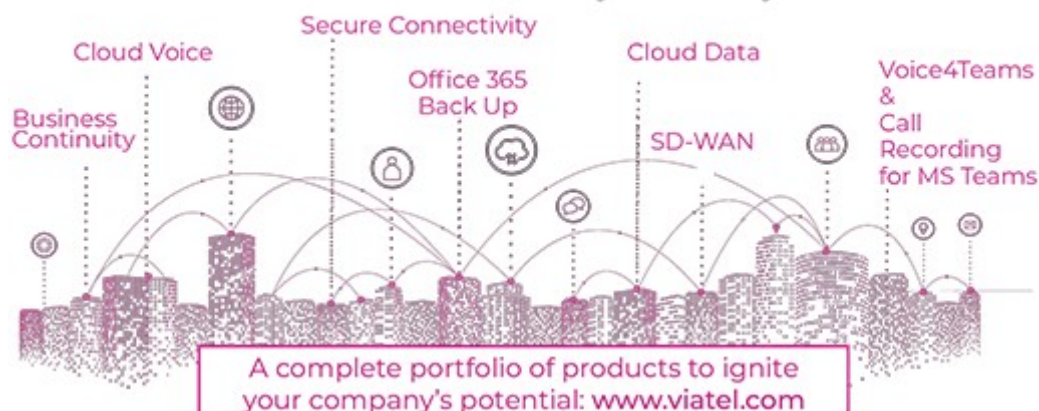 Secure Connectivity
Cloud Voice
Cloud Data
Office 365
Back Up
Voice4Teams
&
Call
Recording
for MS Teams
Business
Continuity
SD-WAN
A complete portfolio of products to ignite
your company's potential: www.viatel.com